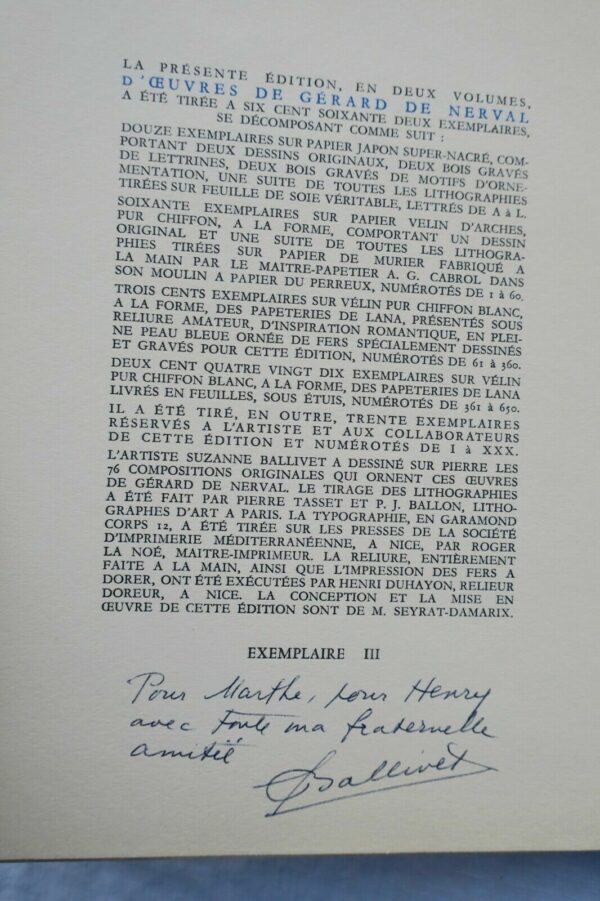 LA PRÉSENTE ÉDITION, EN DEUX VOLUMES,
D'ŒUVRES DE GÉRARD DE NERVAL
A ÉTÉ TIRÉE A SIX CENT SOIXANTE DEUX EXEMPLAIRES,
SE DÉCOMPOSANT COMME SUIT :
DOUZE EXEMPLAIRES SUR PAPIER JAPON SUPER-NACRÉ, COM-
PORTANT DEUX DESSINS ORIGINAUX, DEUX BOIS GRAVÉS
DE LETTRINES, DEUX BOIS GRAVÉS DE MOTIFS D'ORNE-
MENTATION, UNE SUITE DE TOUTES LES LITHOGRAPHIES
TIRÉES SUR FEUILLE DE SOIE VÉRITABLE, LETTRÉS DE A à L.
SOIXANTE EXEMPLAIRES SUR PAPIER VELIN D'ARCHES,
PUR CHIFFON, A LA FORME, COMPORTANT UN DESSIN
ORIGINAL ET UNE SUITE DE TOUTES LES LITHOGRA-
PHIES TIRÉES SUR PAPIER DE MURIER FABRIQUÉ A
LA MAIN PAR LE MAITRE-PAPETIER A. G. CABROL DANS
SON MOULIN A PAPIER DU PERREUX, NUMÉROTÉS DE 1 à 60.
TROIS CENTS EXEMPLAIRES SUR VÉLIN PUR CHIFFON BLANC,
A LA FORME, DES PAPETERIES DE LANA, PRÉSENTÉS SOUS
RELIURE AMATEUR, D'INSPIRATION ROMANTIQUE, EN PLEI-
NE PEAU BLEUE ORNÉE DE FERS SPÉCIALEMENT DESSINÉS
ET GRAVÉS POUR CETTE ÉDITION, NUMÉROTÉS DE 61 à 360.
DEUX CENT QUATRE VINGT DIX EXEMPLAIRES SUR VÉLIN
PUR CHIFFON BLANC, A LA FORME, DES PAPETERIES DE LANA
LIVRÉS EN FEUILLES, SOUS ÉTUIS, NUMÉROTÉS DE 361 à 650.
IL A ÉTÉ TIRÉ, EN OUTRE, TRENTE EXEMPLAIRES
RÉSERVÉS A L'ARTISTE ET AUX COLLABORATEURS
DE CETTE ÉDITION ET NUMÉROTÉS DE I à XXX.
L'ARTISTE SUZANNE BALLIVET A DESSINÉ SUR PIERRE LES
76 COMPOSITIONS ORIGINALES QUI ORNENT CES ŒUVRES
DE GÉRARD DE NERVAL. LE TIRAGE DES LITHOGRAPHIES
A ÉTÉ FAIT PAR PIERRE TASSET ET P. J. BALLON, LITHO-
GRAPHES D'ART A PARIS. LA TYPOGRAPHIE, EN GARAMOND
CORPS 12, A ÉTÉ TIRÉE SUR LES PRESSES DE LA SOCIÉTÉ
D'IMPRIMERIE MÉDITERRANÉENNE, A NICE, PAR ROGER
LA NOÉ, MAITRE-IMPRIMEUR. LA RELIURE, ENTIÈREMENT
FAITE A LA MAIN, AINSI QUE L'IMPRESSION DES FERS A
DORER, ONT ÉTÉ EXÉCUTÉES PAR HENRI DUHAYON, RELIEUR
DOREUR, A NICE. LA CONCEPTION ET LA MISE EN
ŒUVRE DE CETTE ÉDITION SONT DE M. SEYRAT-DAMARIX.
EXEMPLAIRE III
Pour Marthe, pour Henry
avec toute ma fraternelle
amitié
SBallivet